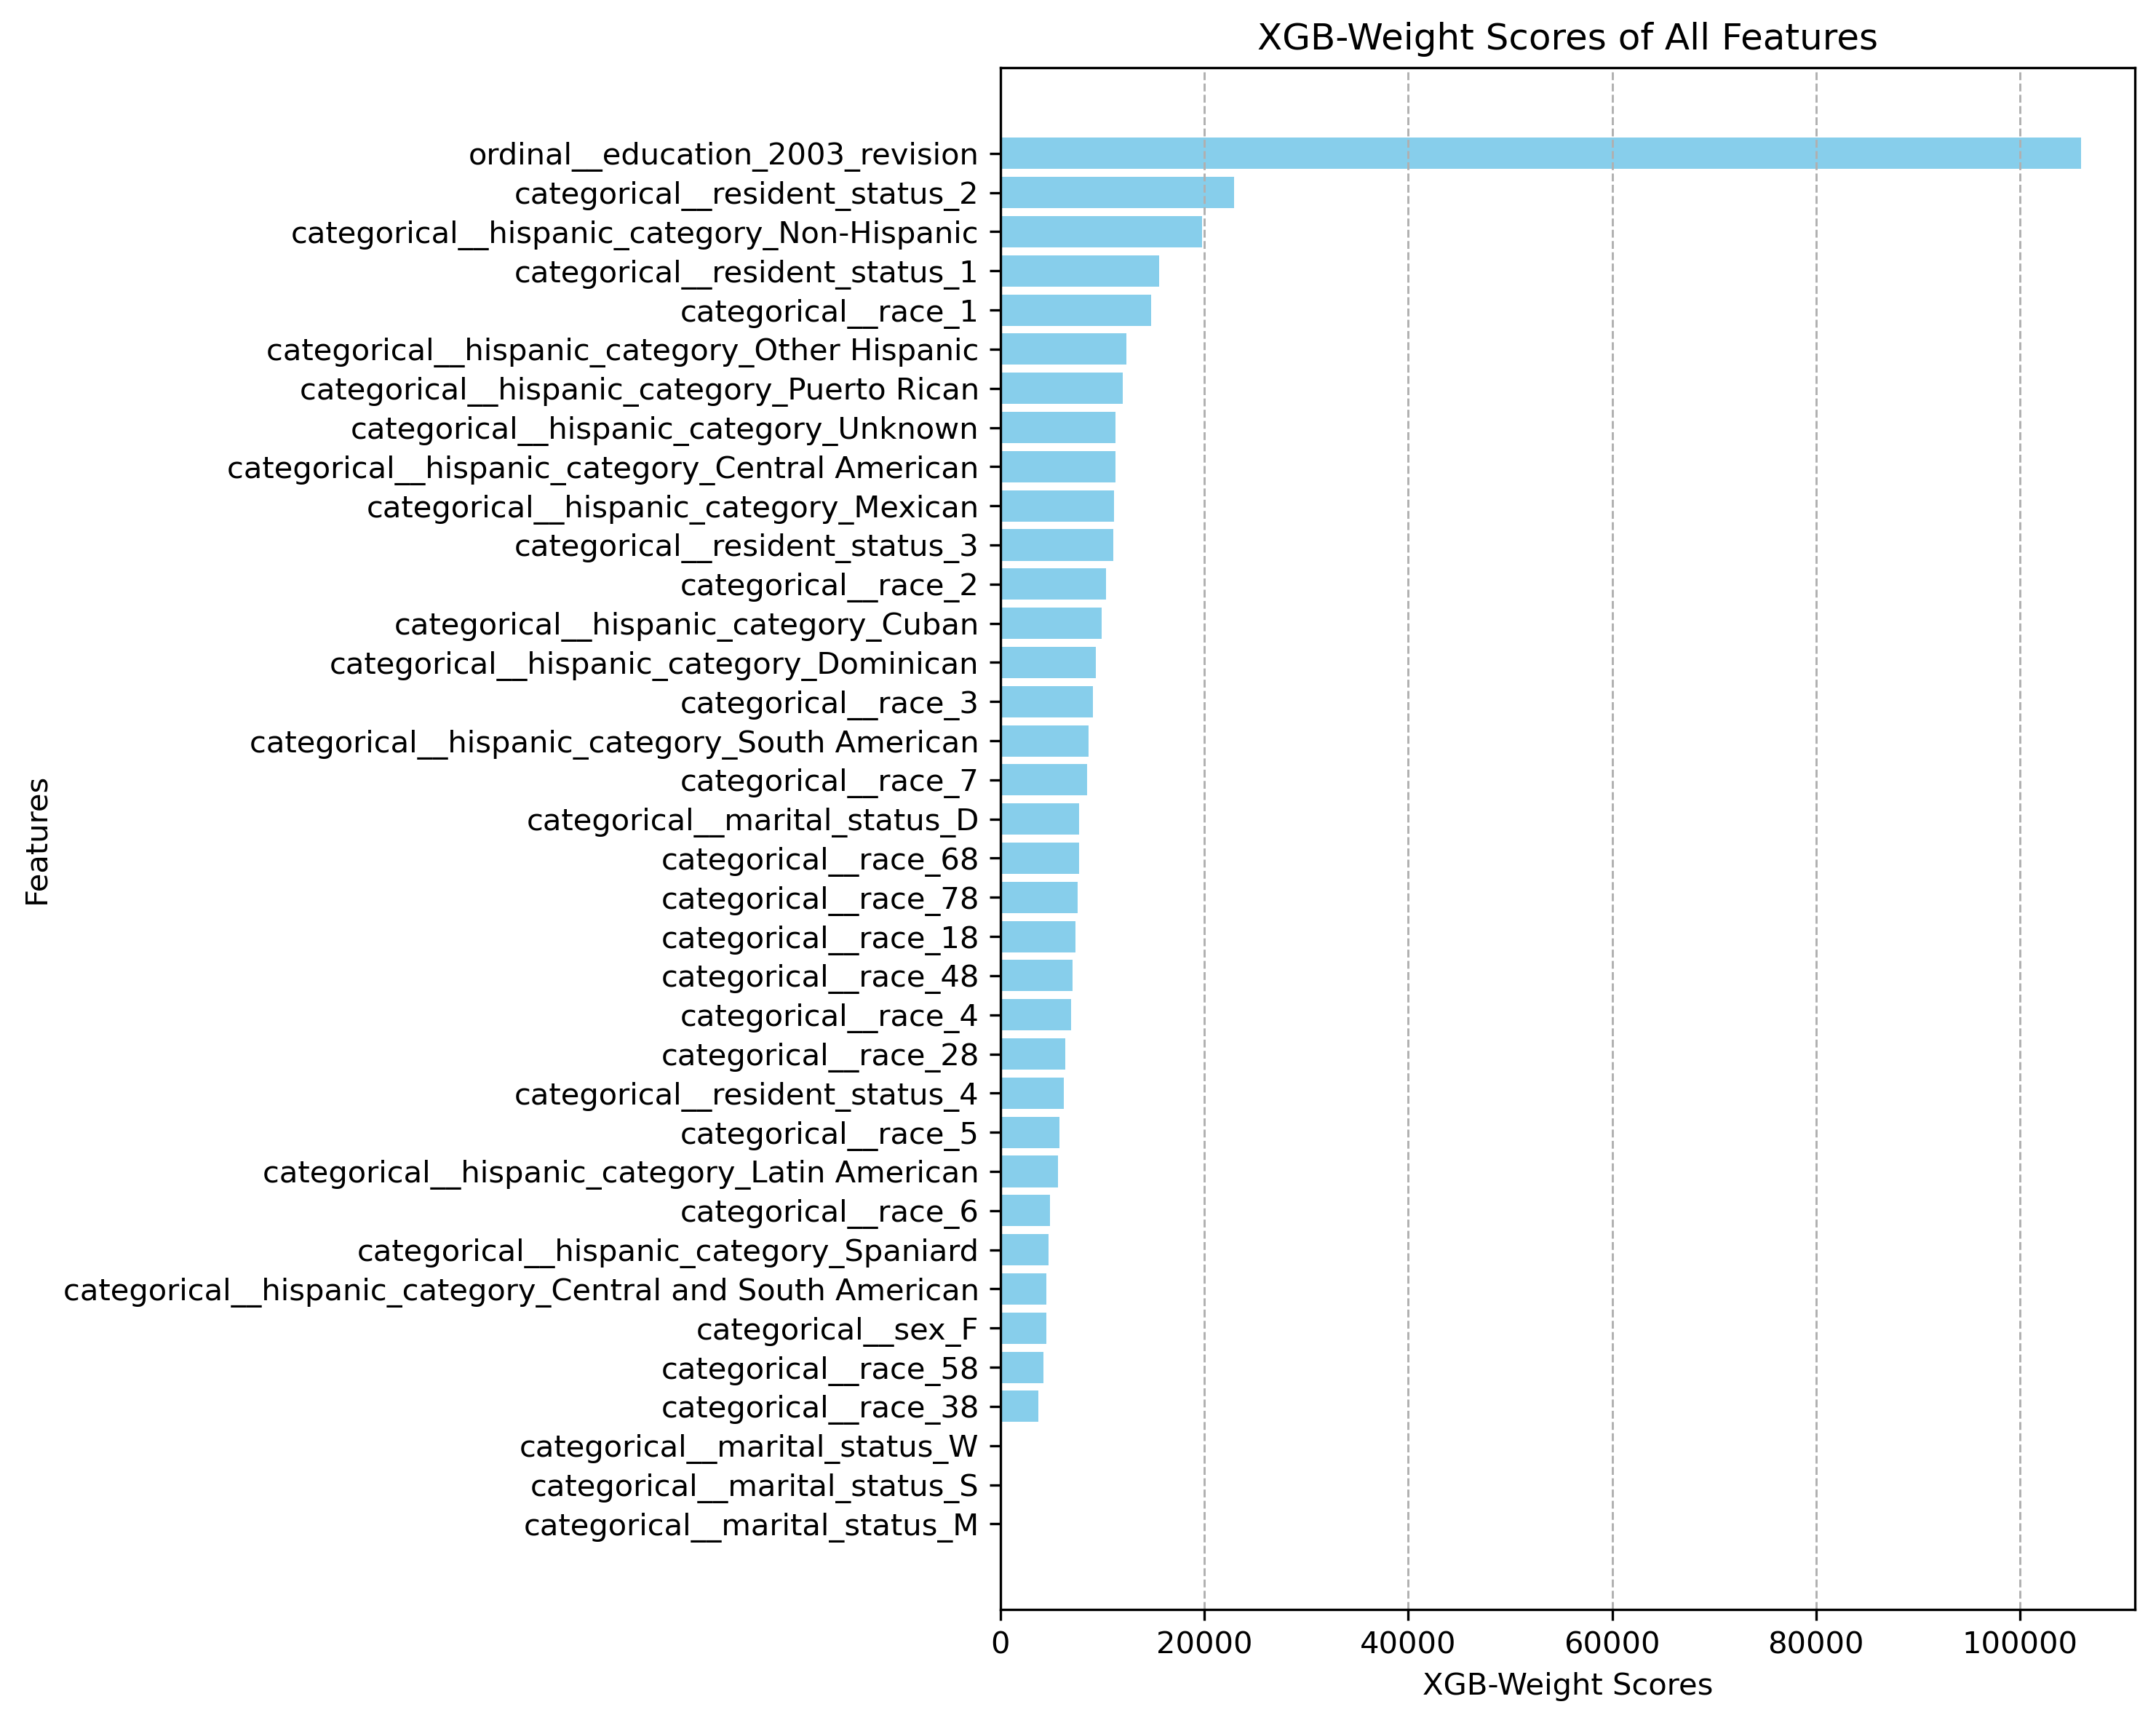 XGB-Weight Scores of All Features
ordinal__education_2003_revision
categorical__resident_status_2
categorical__hispanic_category_Non-Hispanic
categorical__resident_status_1
categorical__race_1
categorical__hispanic_category_Other Hispanic
categorical__hispanic_category_Puerto Rican
categorical__hispanic_category_Unknown
categorical__hispanic_category_Central American
categorical__hispanic_category_Mexican
categorical__resident_status_3
categorical__race_2
categorical__hispanic_category_Cuban
categorical__hispanic_category_Dominican
categorical__race_3
categorical__hispanic_category_South American
categorical__race_7
categorical__marital_status_D
categorical__race_68
categorical__race_78
categorical__race_18
categorical__race_48
categorical__race_4
categorical__race_28
categorical__resident_status_4
categorical__race_5
categorical__hispanic_category_Latin American
categorical__race_6
categorical__hispanic_category_Spaniard
categorical__hispanic_category_Central and South American
categorical__sex_F
categorical__race_58
categorical__race_38
categorical__marital_status_W
categorical__marital_status_S
categorical__marital_status_M
Features
0 20000 40000 60000 80000 100000
XGB-Weight Scores